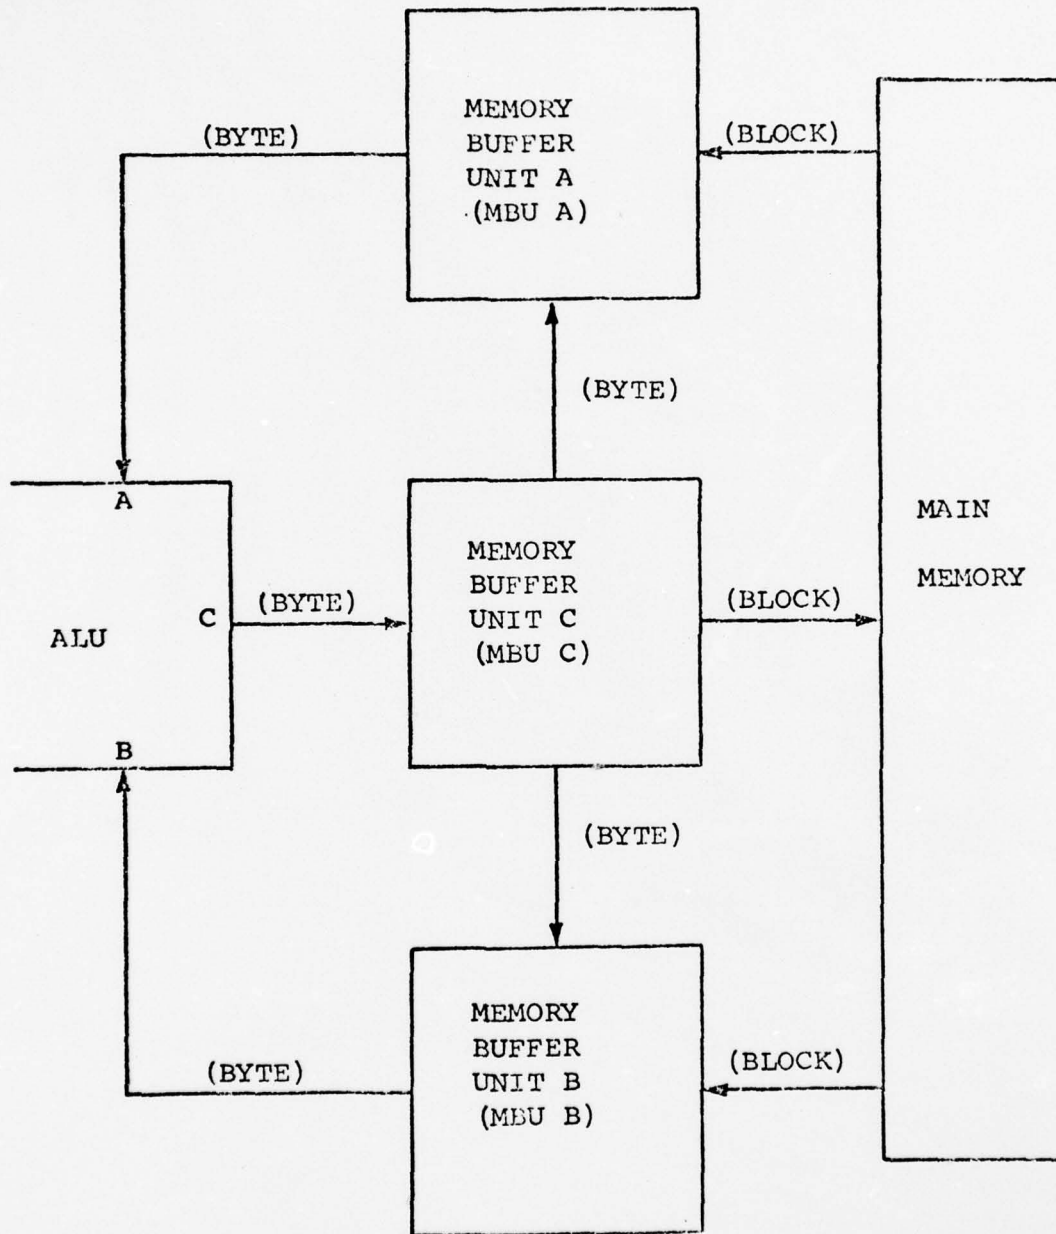 MEMORY
BUFFER
UNIT A
(MBU A)
(BYTE)
(BLOCK)
(BYTE)
A
ALU
C
B
(BYTE)
MEMORY
BUFFER
UNIT C
(MBU C)
(BLOCK)
MAIN
MEMORY
(BYTE)
MEMORY
BUFFER
UNIT B
(MBU B)
(BYTE)
(BLOCK)